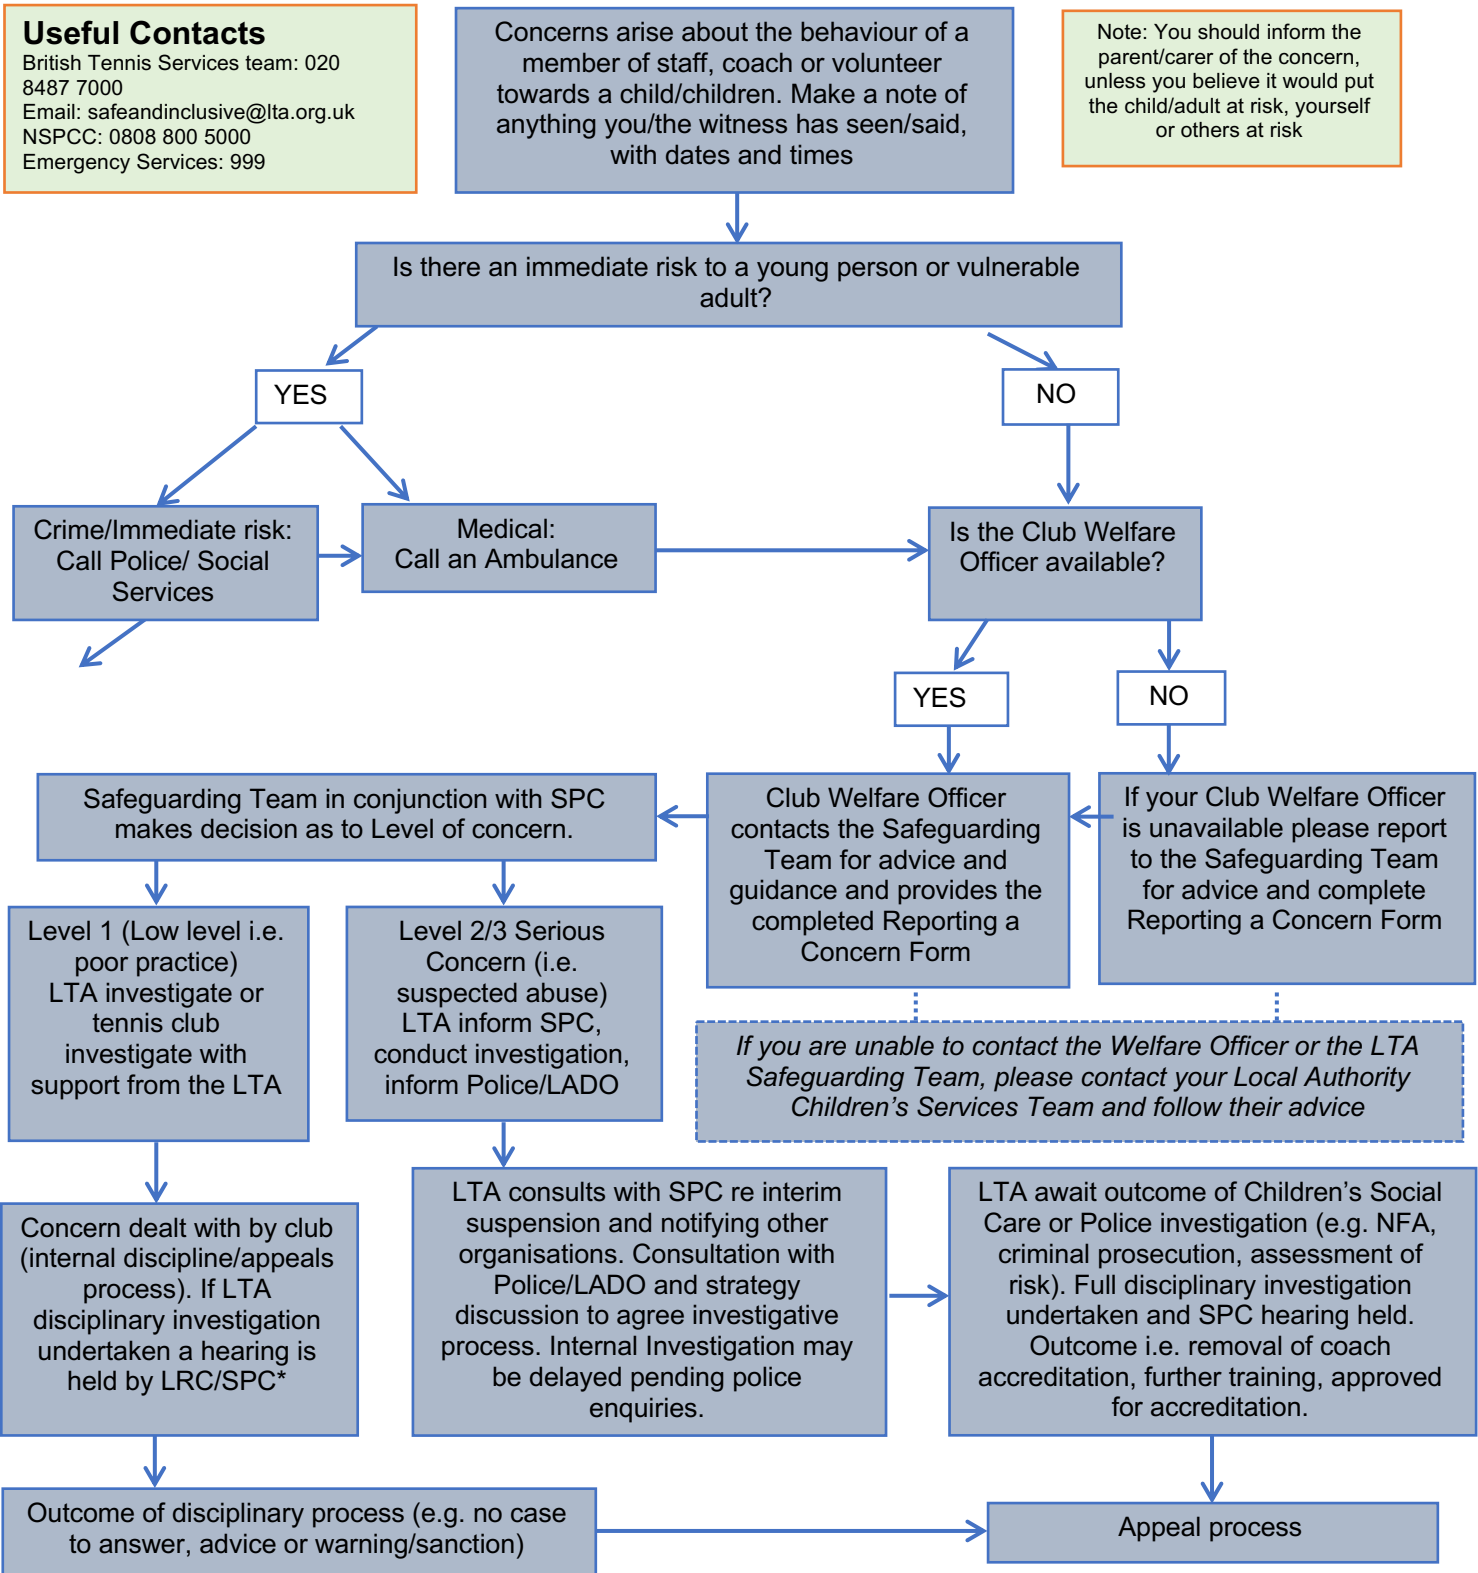 Useful Contacts
British Tennis Services team: 020
8487 7000
Email: safeandinclusive@lta.org.uk
NSPCC: 0808 800 5000
Emergency Services: 999
Concerns arise about the behaviour of a
member of staff, coach or volunteer
towards a child/children. Make a note of
anything you/the witness has seen/said,
with dates and times
Note: You should inform the
parent/carer of the concern,
unless you believe it would put
the child/adult at risk, yourself
or others at risk
Is there an immediate risk to a young person or vulnerable
adult?
YES
NO
Crime/Immediate risk:
Call Police/ Social
Services
Medical:
Call an Ambulance
Is the Club Welfare
Officer available?
YES
NO
Safeguarding Team in conjunction with SPC
makes decision as to Level of concern.
Club Welfare Officer
contacts the Safeguarding
Team for advice and
guidance and provides the
completed Reporting a
Concern Form
If your Club Welfare Officer
is unavailable please report
to the Safeguarding Team
for advice and complete
Reporting a Concern Form
Level 1 (Low level i.e.
poor practice)
LTA investigate or
tennis club
investigate with
support from the LTA
Level 2/3 Serious
Concern (i.e.
suspected abuse)
LTA inform SPC,
conduct investigation,
inform Police/LADO
If you are unable to contact the Welfare Officer or the LTA
Safeguarding Team, please contact your Local Authority
Children’s Services Team and follow their advice
Concern dealt with by club
(internal discipline/appeals
process). If LTA
disciplinary investigation
undertaken a hearing is
held by LRC/SPC*
LTA consults with SPC re interim
suspension and notifying other
organisations. Consultation with
Police/LADO and strategy
discussion to agree investigative
process. Internal Investigation may
be delayed pending police
enquiries.
LTA await outcome of Children’s Social
Care or Police investigation (e.g. NFA,
criminal prosecution, assessment of
risk). Full disciplinary investigation
undertaken and SPC hearing held.
Outcome i.e. removal of coach
accreditation, further training, approved
for accreditation.
Outcome of disciplinary process (e.g. no case
to answer, advice or warning/sanction)
Appeal process